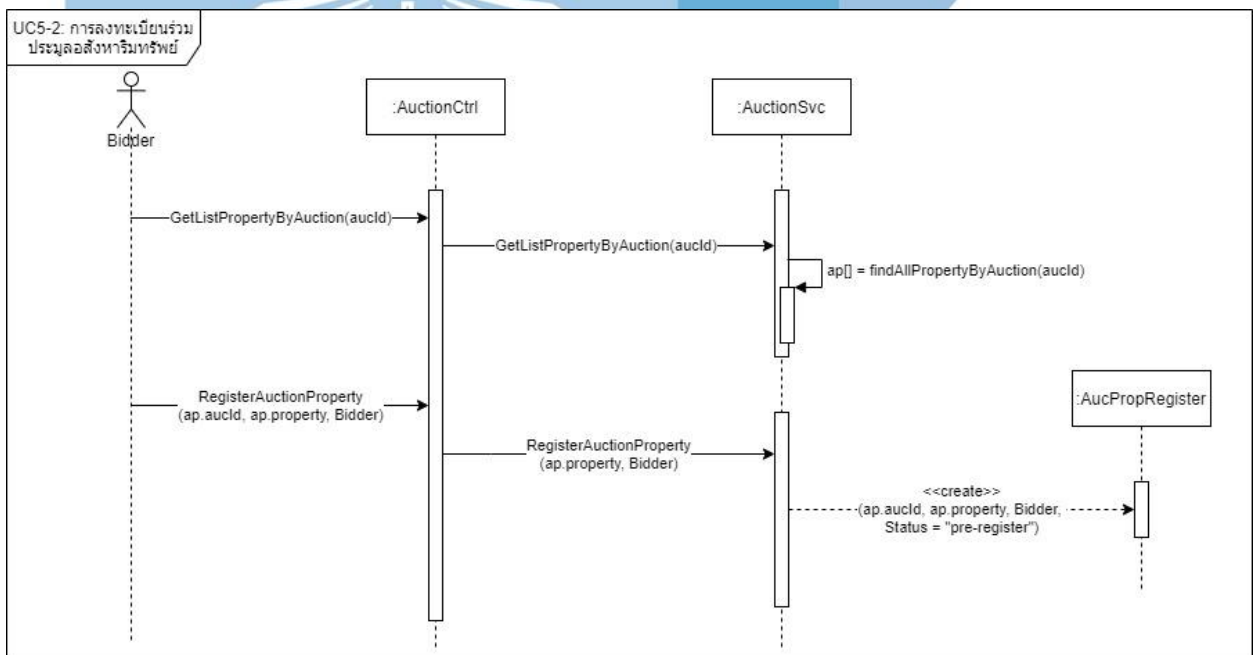 UC5-2: การลงทะเบียนร่วม
ประมูลอสังหาริมทรัพย์
Bidder
:AuctionCtrl
:AuctionSvc
GetListPropertyByAuction(aucId)
GetListPropertyByAuction(aucId)
ap[] = findAllPropertyByAuction(aucId)
RegisterAuctionProperty
(ap.aucId, ap.property, Bidder)
:AucPropRegister
RegisterAuctionProperty
(ap.property, Bidder)
<<create>>
(ap.aucId, ap.property, Bidder,
Status = "pre-register")